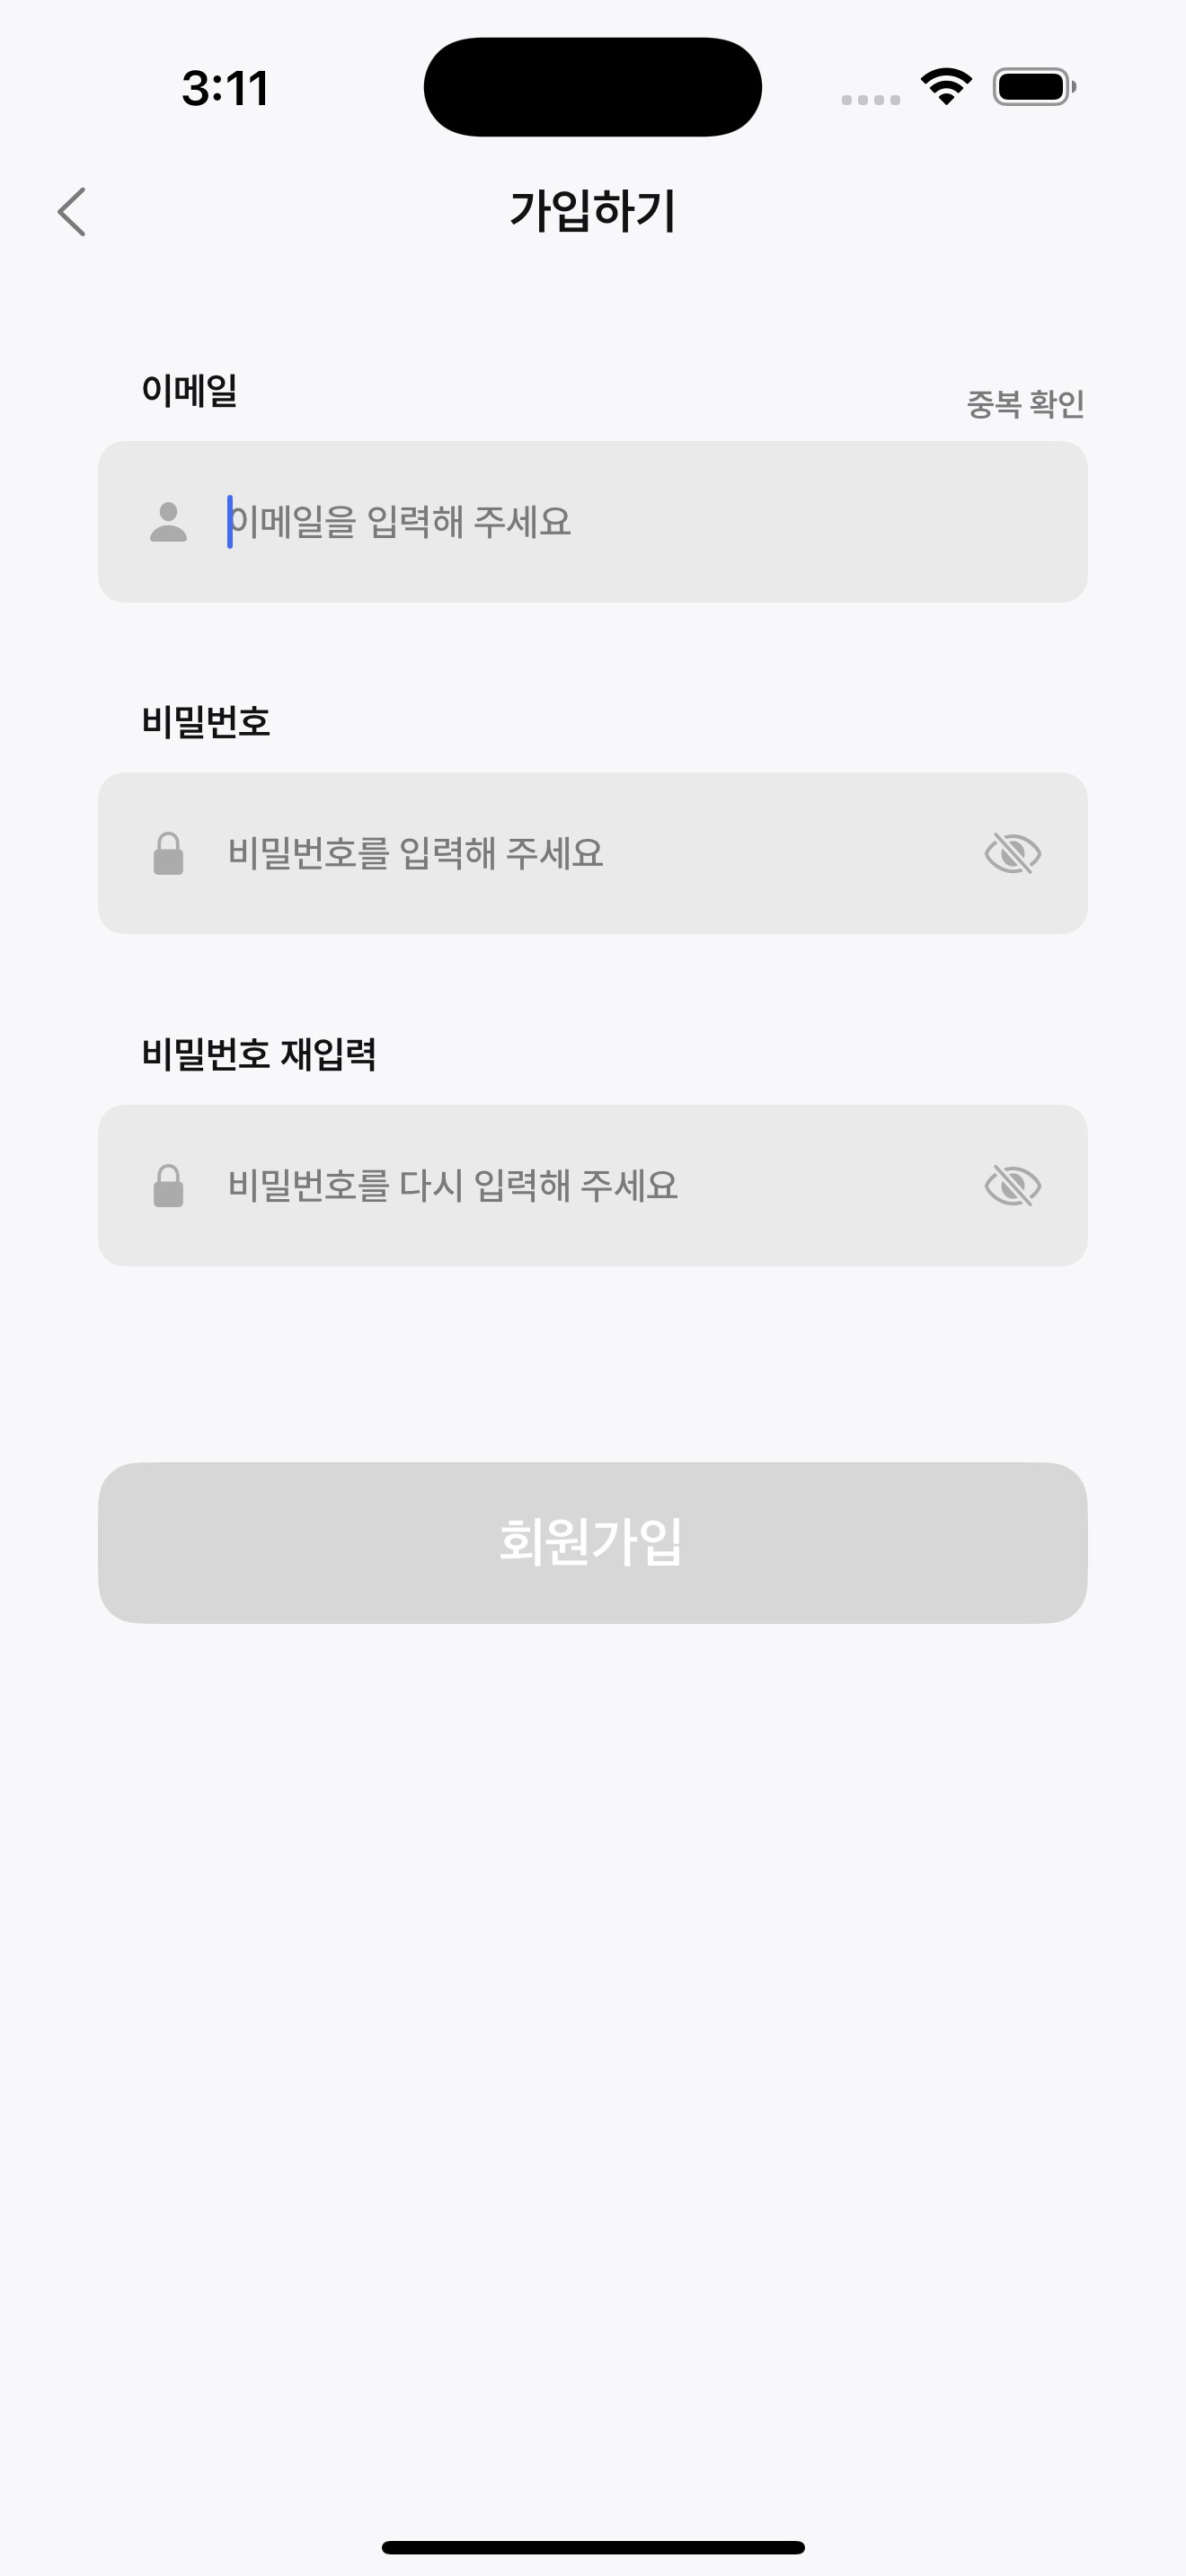 3:11
가입하기
이메일
중복 확인
이메일을 입력해 주세요
비밀번호
비밀번호를 입력해 주세요
비밀번호 재입력
비밀번호를 다시 입력해 주세요
회원가입